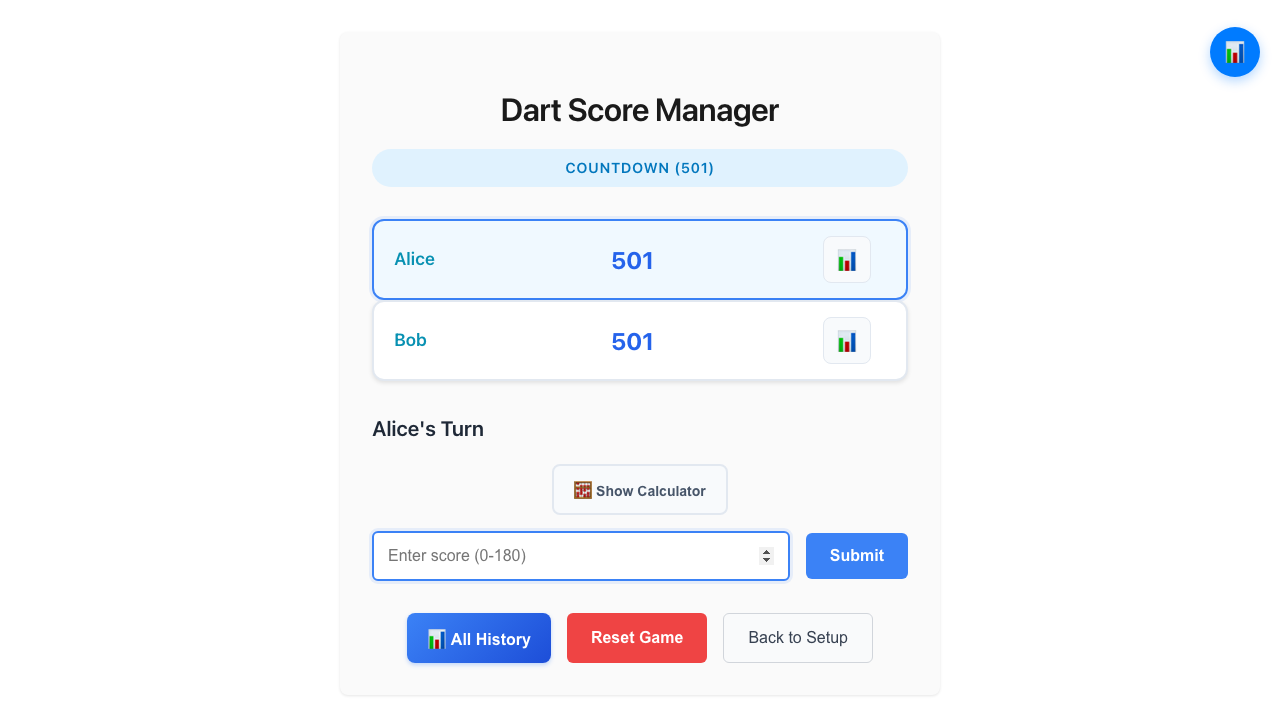 Dart Score Manager
COUNTDOWN (501)
Alice 501
Bob 501
Alice's Turn
Show Calculator
Enter score (0-180)
Submit
All History
Reset Game
Back to Setup